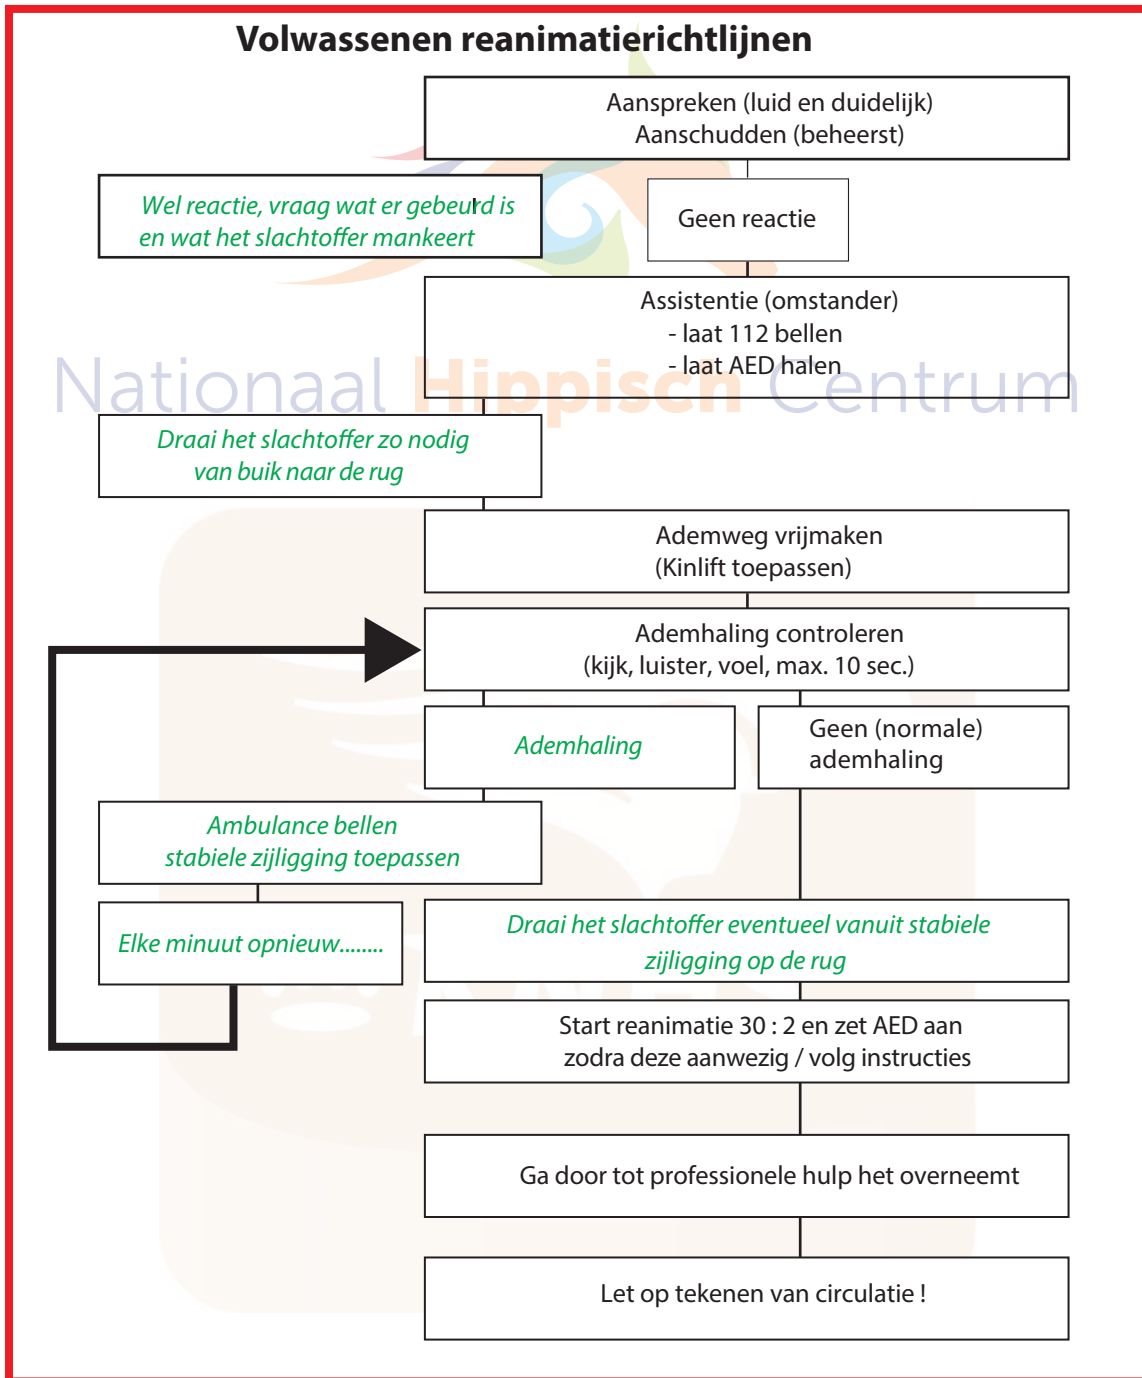 Volwassenen reanimatierichtlijnen
Aanspreken (luid en duidelijk)
Aanschudden (beheerst)
Wel reactie, vraag wat er gebeurd is
en wat het slachtoffer mankeert
Geen reactie
Assistentie (omstander)
- laat 112 bellen
- laat AED halen
Nationaal Hippisch Centrum
Draai het slachtoffer zo nodig
van buik naar de rug
Ademweg vrijmaken
(Kinlift toepassen)
Ademhaling controleren
(kijk, luister, voel, max. 10 sec.)
Ademhaling
Geen (normale)
ademhaling
Ambulance bellen
stabiele zijligging toepassen
Elke minuut opnieuw........
Draai het slachtoffer eventueel vanuit stabiele
zijligging op de rug
Start reanimatie 30 : 2 en zet AED aan
zodra deze aanwezig / volg instructies
Ga door tot professionele hulp het overneemt
Let op tekenen van circulatie !